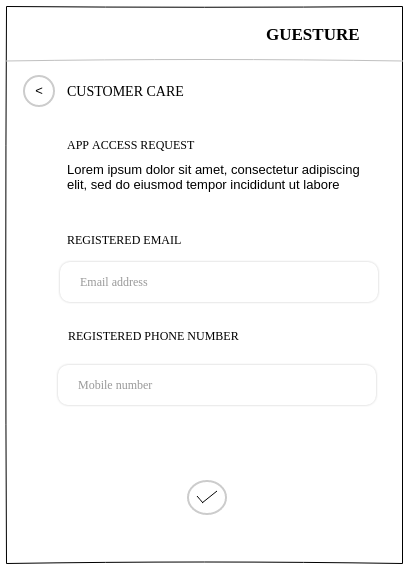 GUESTURE
< CUSTOMER CARE
APP ACCESS REQUEST
Lorem ipsum dolor sit amet, consectetur adipiscing
elit, sed do eiusmod tempor incididunt ut labore
REGISTERED EMAIL
Email address
REGISTERED PHONE NUMBER
Mobile number